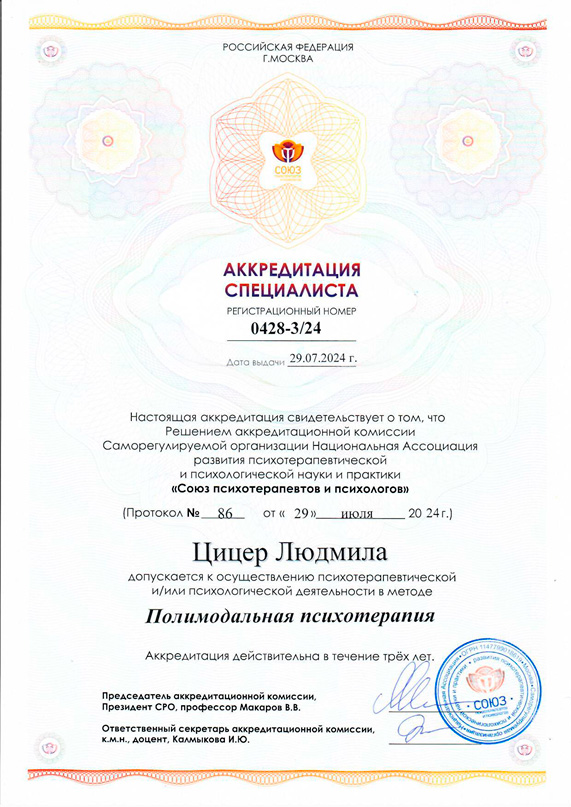 РОССИЙСКАЯ ФЕДЕРАЦИЯ
Г.МОСКВА
СОЮЗ
АККРЕДИТАЦИЯ
СПЕЦИАЛИСТА
РЕГИСТРАЦИОННЫЙ НОМЕР
0428-3/24
Дата выдачи 29.07.2024 г.
Настоящая аккредитация свидетельствует о том, что
Решением аккредитационной комиссии
Саморегулируемой организации Национальная Ассоциация
развития психотерапевтической
и психологической науки и практики
«Союз психотерапевтов и психологов»
(Протокол № 86 от « 29 » июля 20 24 г.)
Цицер Людмила
допускается к осуществлению психотерапевтической
и/или психологической деятельности в методе
Полимодальная психотерапия
Аккредитация действительна в течение трёх лет.
Председатель аккредитационной комиссии,
Президент СРО, профессор Макаров В.В.
Ответственный секретарь аккредитационной комиссии,
к.м.н., доцент, Калмыкова И.Ю.
СОЮЗ